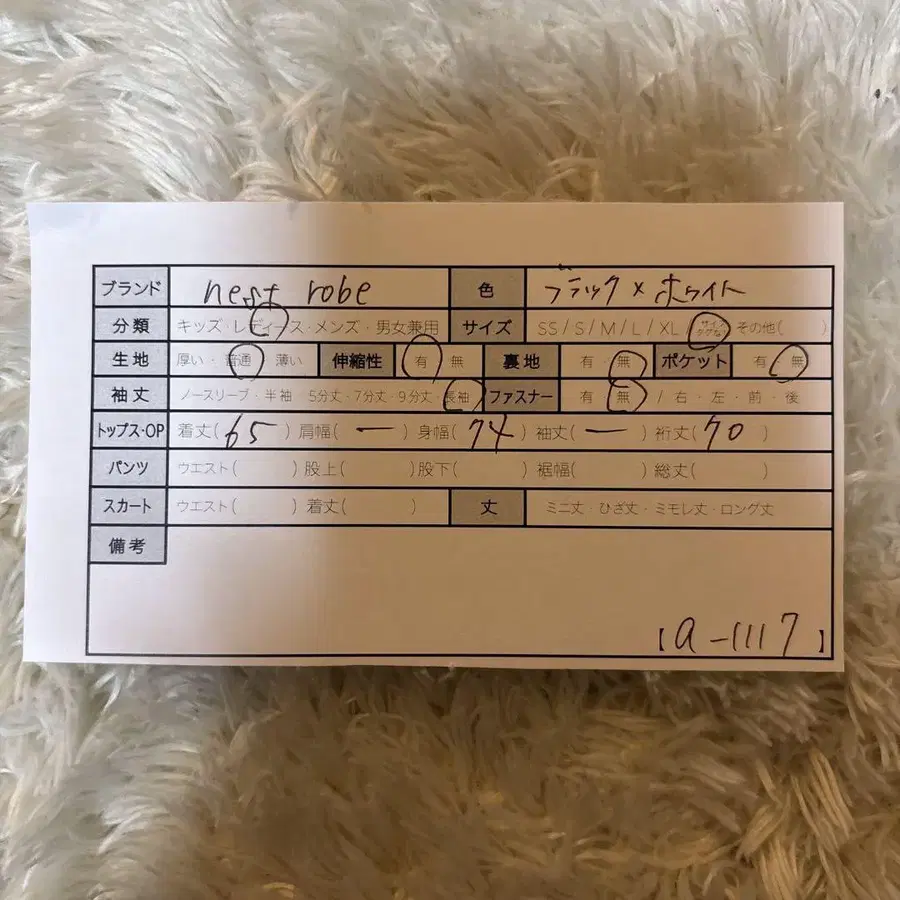 ブランド nest robe 色 ブラック×ホワイト
分類 キッズ・レディース・メンズ・男女兼用 サイズ SS/S/M/L/XL/サイズタグなし その他( )
生地 厚い・普通・薄い 伸縮性 有・無 裏地 有・無 ポケット 有・無
袖丈 ノースリーブ・半袖 5分丈・7分丈・9分丈・長袖 ファスナー 有・無 / 右・左・前・後
トップス・OP 着丈(65) 肩幅(ー) 身幅(74) 袖丈(ー) 裄丈(70)
パンツ ウエスト( ) 股上( ) 股下( ) 裾幅( ) 総丈( )
スカート ウエスト( ) 着丈( ) 丈 ミニ丈・ひざ丈・ミモレ丈・ロング丈
備考
【a-1117】